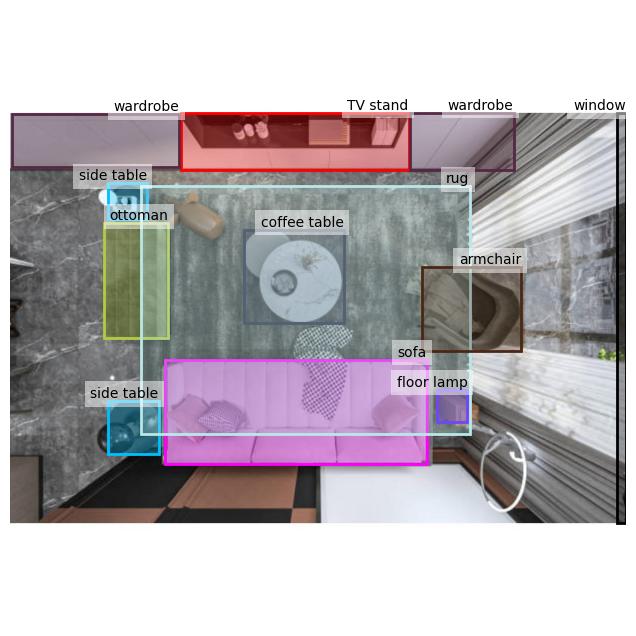 wardrobe
TV stand
wardrobe
window
side table
rug
ottoman
coffee table
armchair
sofa
floor lamp
side table